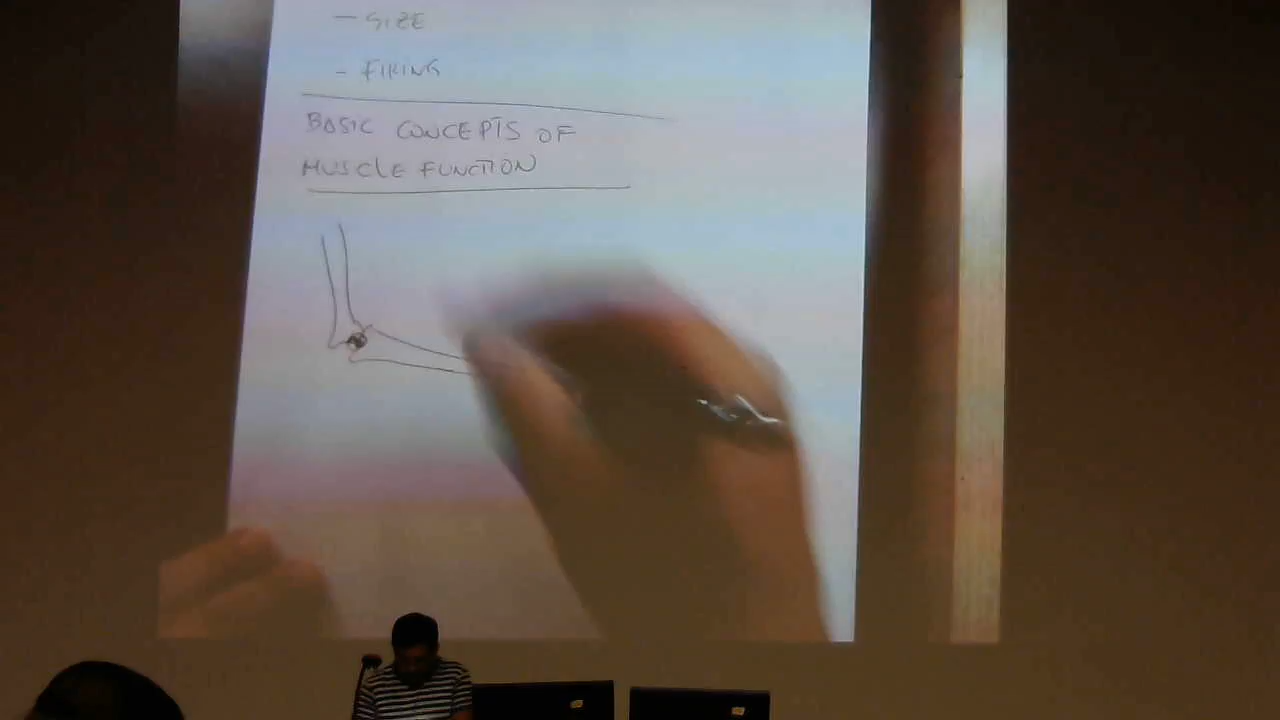 - SIZE
- FIRING
BASIC CONCEPTS OF
MUSCLE FUNCTION